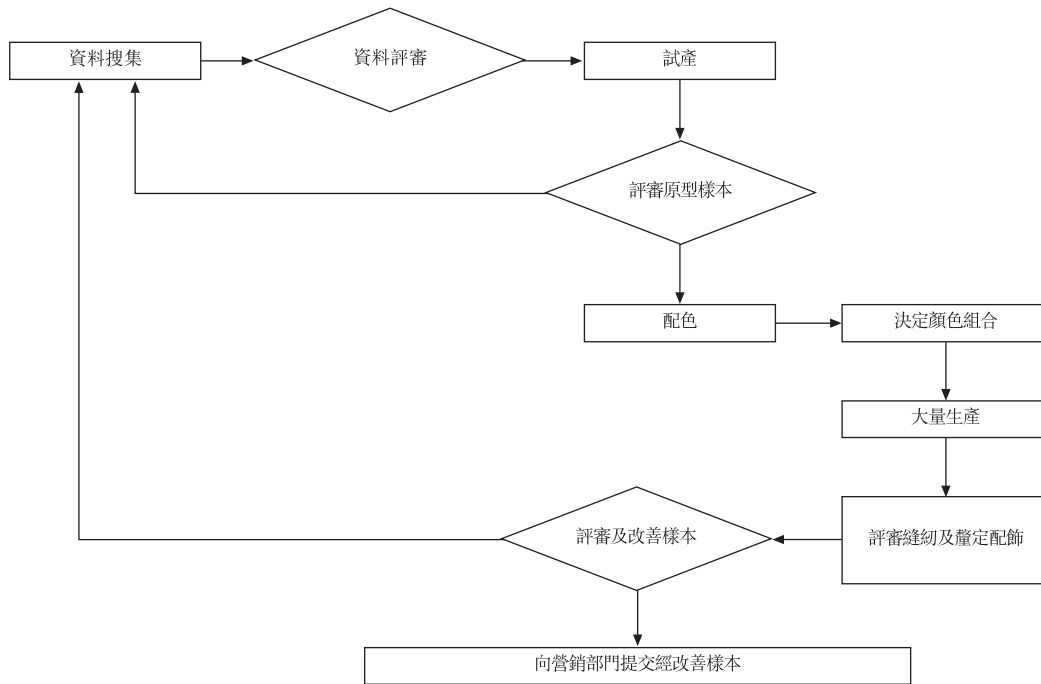 資料搜集
資料評審
試產
評審原型樣本
配色
決定顏色組合
大量生產
評審縫紉及釐定配飾
評審及改善樣本
向營銷部門提交經改善樣本